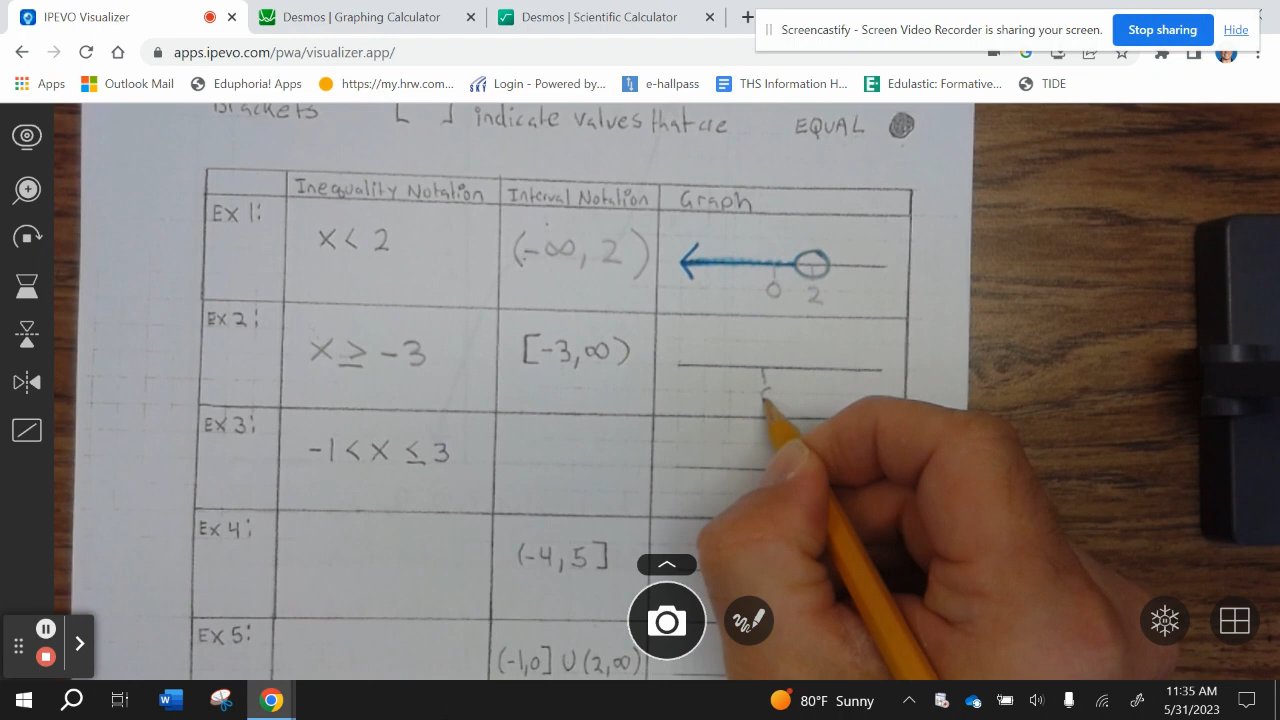 IPEVO Visualizer
Desmos | Graphing Calculator
Desmos | Scientific Calculator
Screencastify - Screen Video Recorder is sharing your screen.
Stop sharing
Hide
apps.ipevo.com/pwa/visualizer.app/
Apps
Outlook Mail
Eduphoria! App
https://my.hrw.com...
Login - Powered by...
e-hallpass
THS Information H...
Edulastic: Formative...
TIDE
Brackets [ ] indicate values that are EQUAL
Inequality Notation Interval Notation Graph
Ex 1: x < 2 (-∞, 2)
0 2
Ex 2: x ≥ -3 [-3, ∞)
Ex 3: -1 < x ≤ 3
Ex 4: (-4, 5]
Ex 5: (-1,0] U (2,∞)
80°F Sunny
11:35 AM
5/31/2023